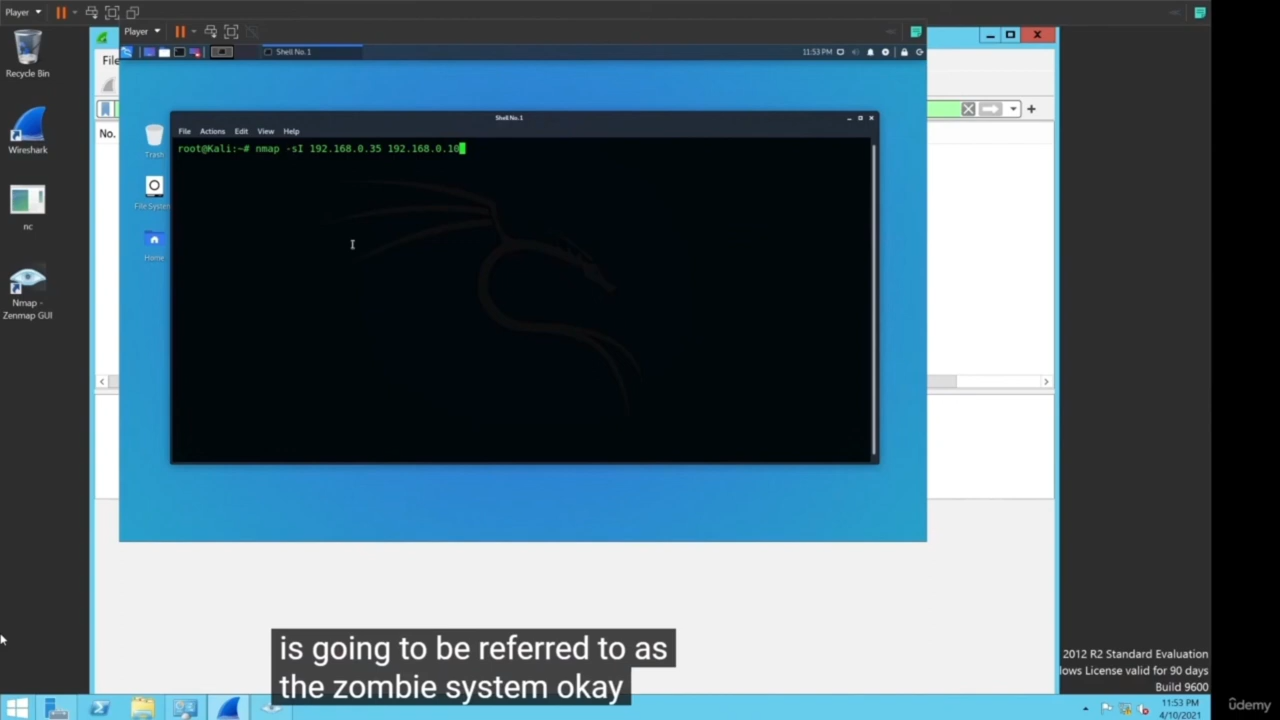 Player
Player
Shell No.1
11:53 PM
Recycle Bin
File
No.
Shell No.1
File Actions Edit View Help
root@Kali:~# nmap -sI 192.168.0.35 192.168.0.10
Wireshark
Trash
nc
File System
Home
Nmap -
Zenmap GUI
is going to be referred to as
the zombie system okay
2012 R2 Standard Evaluation
lows License valid for 90 days
Build 9600
11:53 PM
4/10/2021
ûdemy